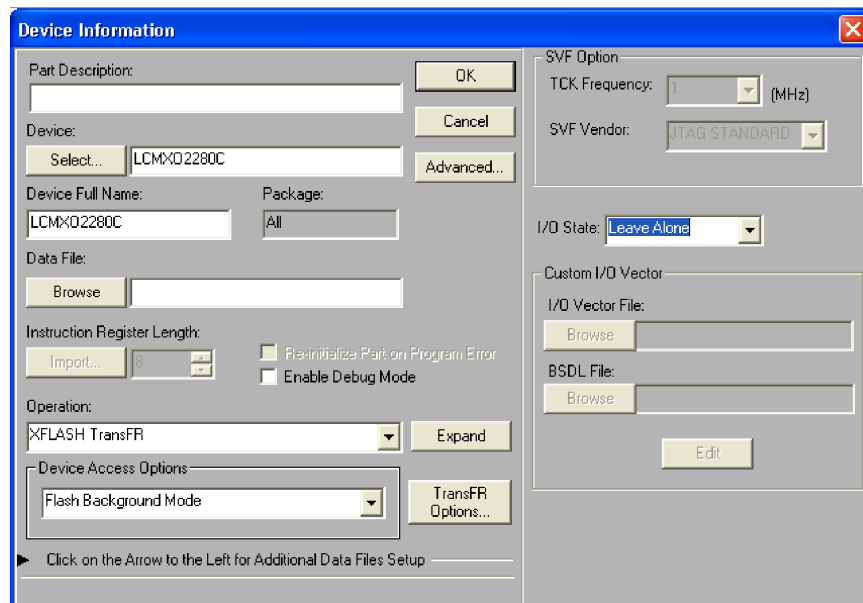 Device Information
Part Description:
OK
Device:
Cancel
Select...
LCMXO2280C
Advanced...
Device Full Name:
Package:
LCMXO2280C
All
Data File:
Browse
Instruction Register Length:
Import...
8
Re-initialize Part on Program Error
Enable Debug Mode
Operation:
XFLASH TransFR
Expand
Device Access Options
Flash Background Mode
TransFR
Options...
Click on the Arrow to the Left for Additional Data Files Setup
SVF Option
TCK Frequency:
1
(MHz)
SVF Vendor:
JTAG STANDARD
I/O State:
Leave Alone
Custom I/O Vector
I/O Vector File:
Browse
BSDL File:
Browse
Edit